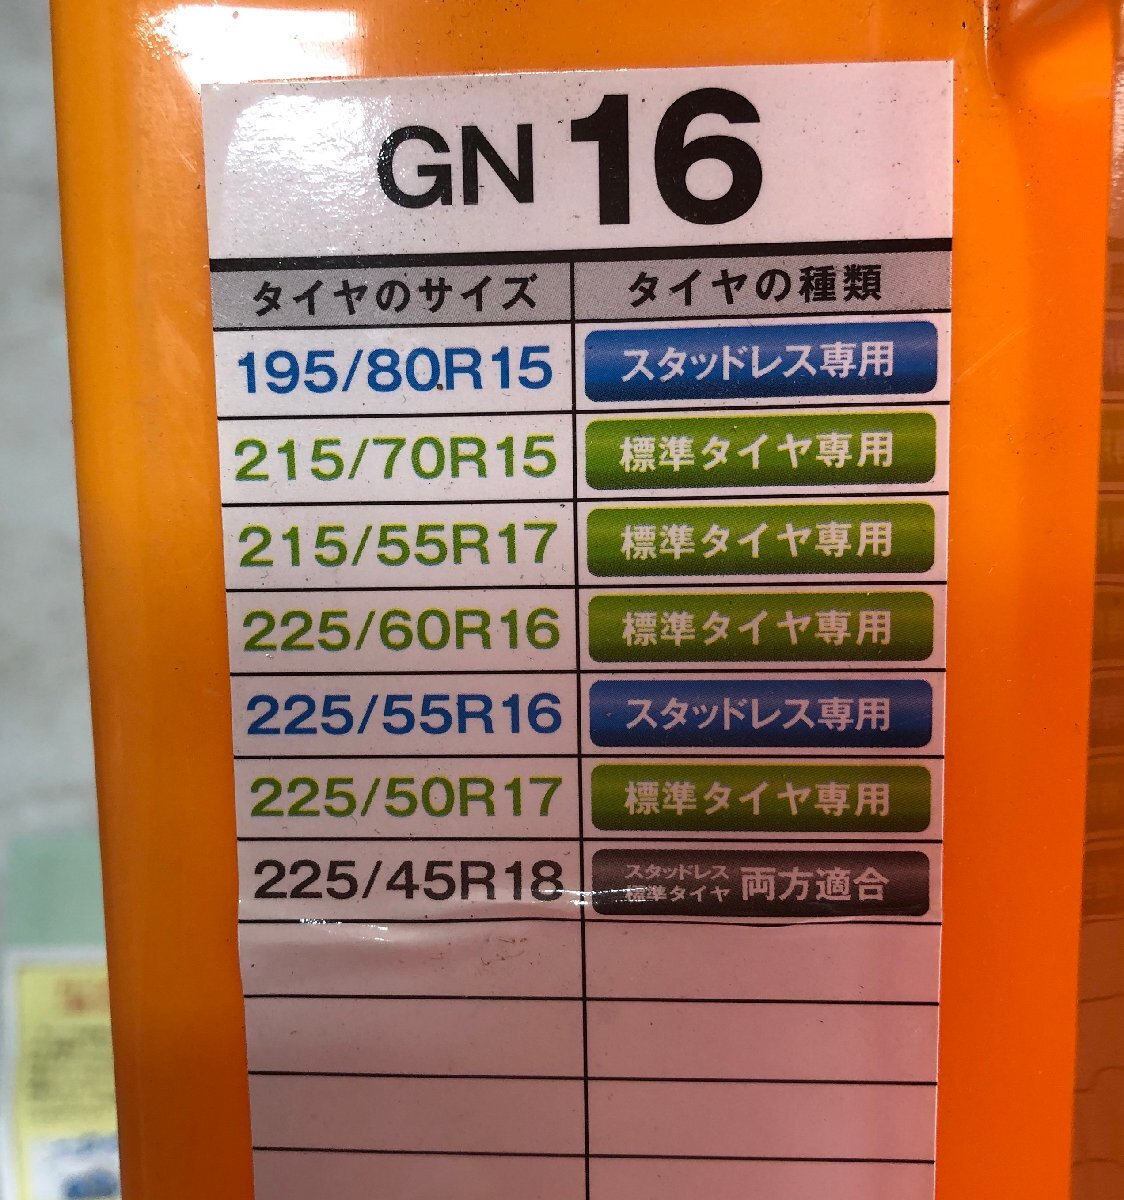 GN 16
タイヤのサイズ タイヤの種類
195/80R15 スタッドレス専用
215/70R15 標準タイヤ専用
215/55R17 標準タイヤ専用
225/60R16 標準タイヤ専用
225/55R16 スタッドレス専用
225/50R17 標準タイヤ専用
225/45R18 スタッドレス 標準タイヤ 両方適合